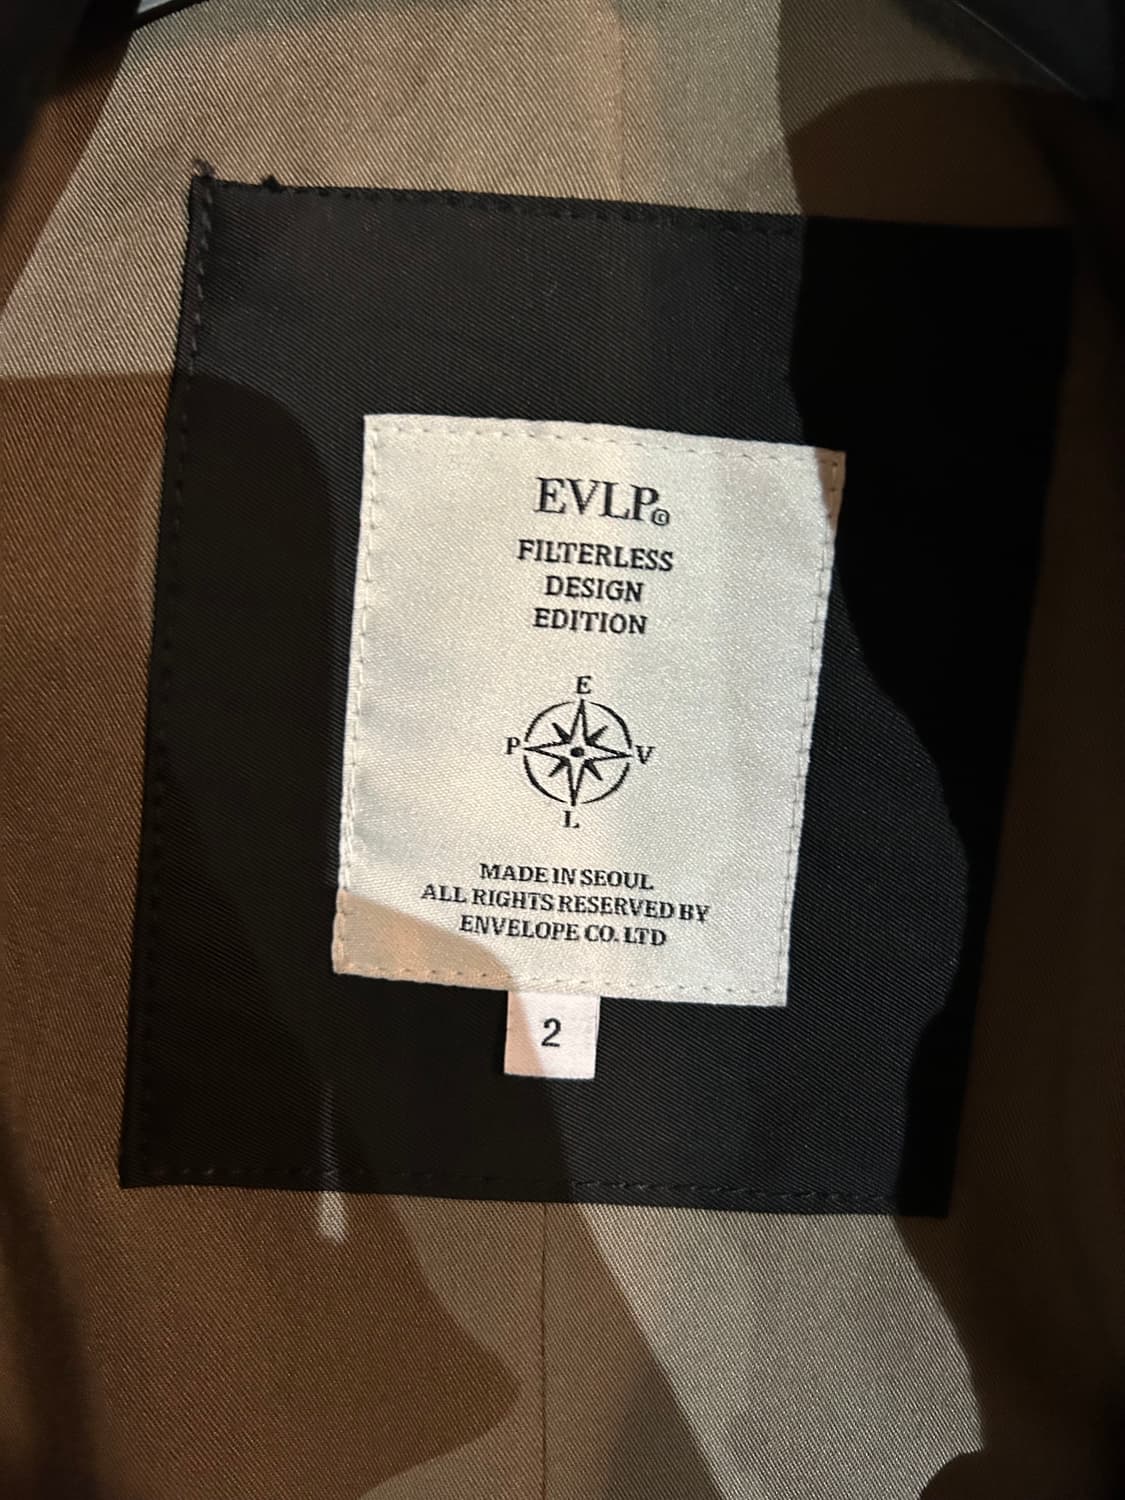 EVLP©
FILTERLESS
DESIGN
EDITION
E
P V
L
MADE IN SEOUL
ALL RIGHTS RESERVED BY
ENVELOPE CO. LTD
2